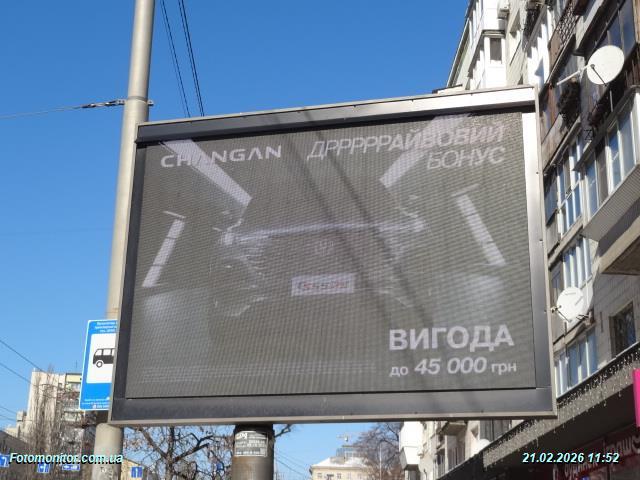 CHANGAN
ДРРРРРАЙВОВИЙ
БОНУС
ВИГОДА
до 45 000 грн
Fotomonitor.com.ua
21.02.2026 11:52